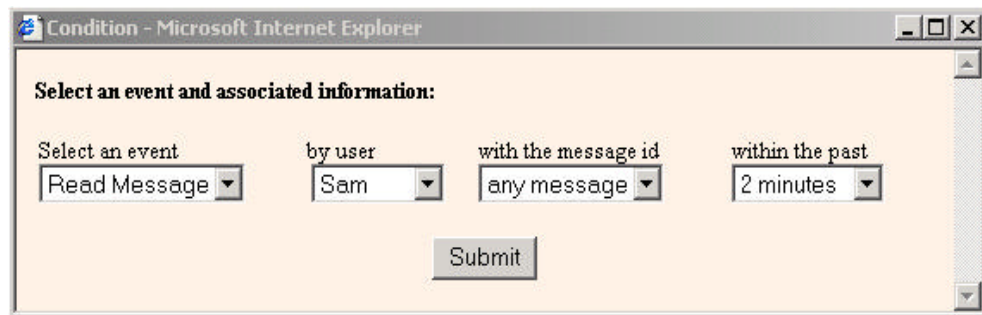 Condition - Microsoft Internet Explorer
Select an event and associated information:
Select an event by user with the message id within the past
Read Message Sam any message 2 minutes
Submit